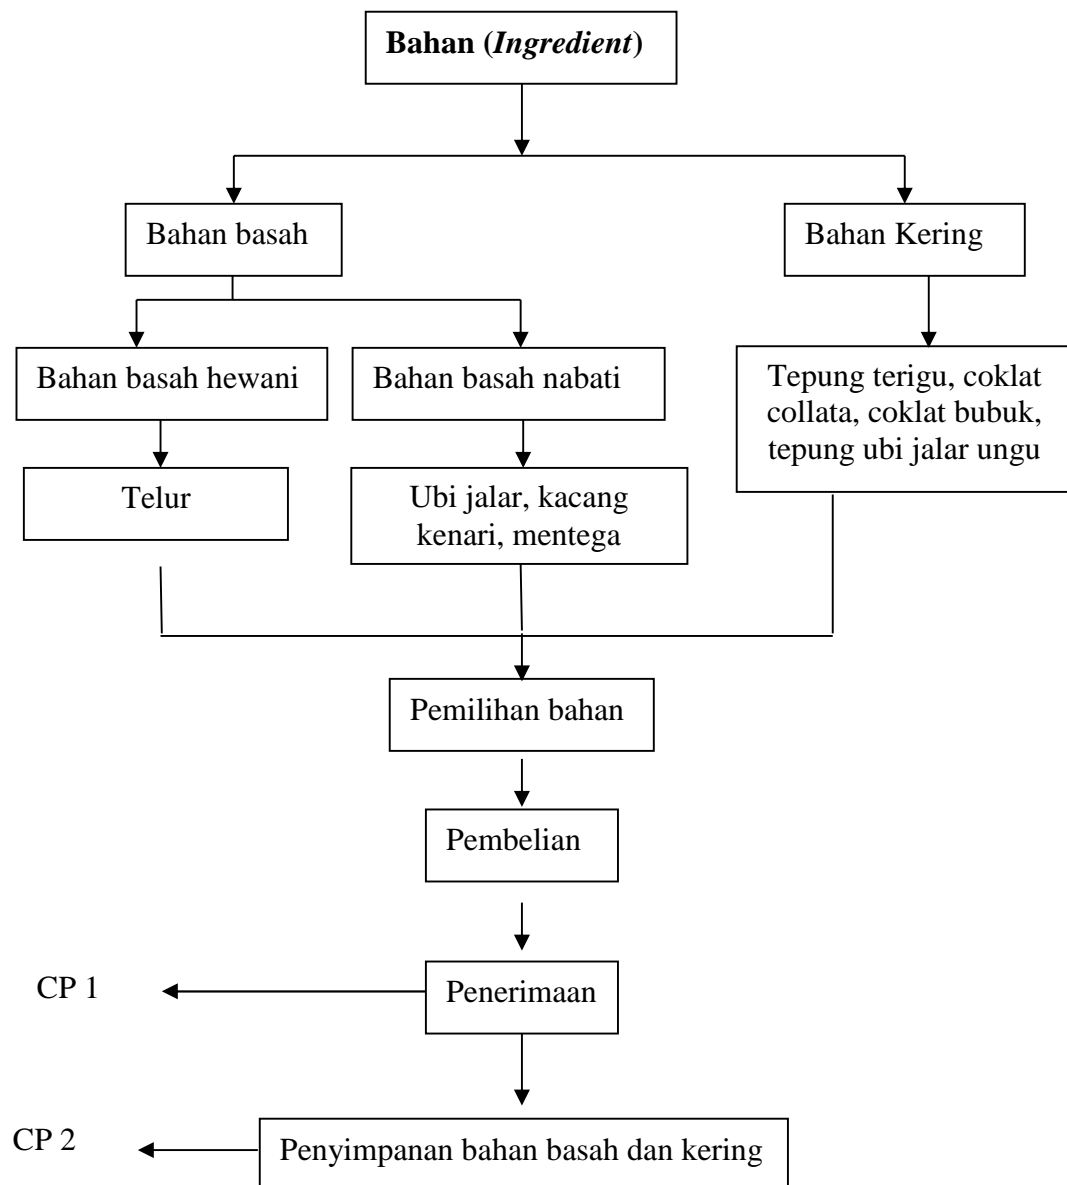 Bahan (Ingredient)
Bahan basah
Bahan Kering
Bahan basah hewani
Bahan basah nabati
Tepung terigu, coklat
collata, coklat bubuk,
tepung ubi jalar ungu
Telur
Ubi jalar, kacang
kenari, mentega
Pemilihan bahan
Pembelian
CP 1
Penerimaan
CP 2
Penyimpanan bahan basah dan kering